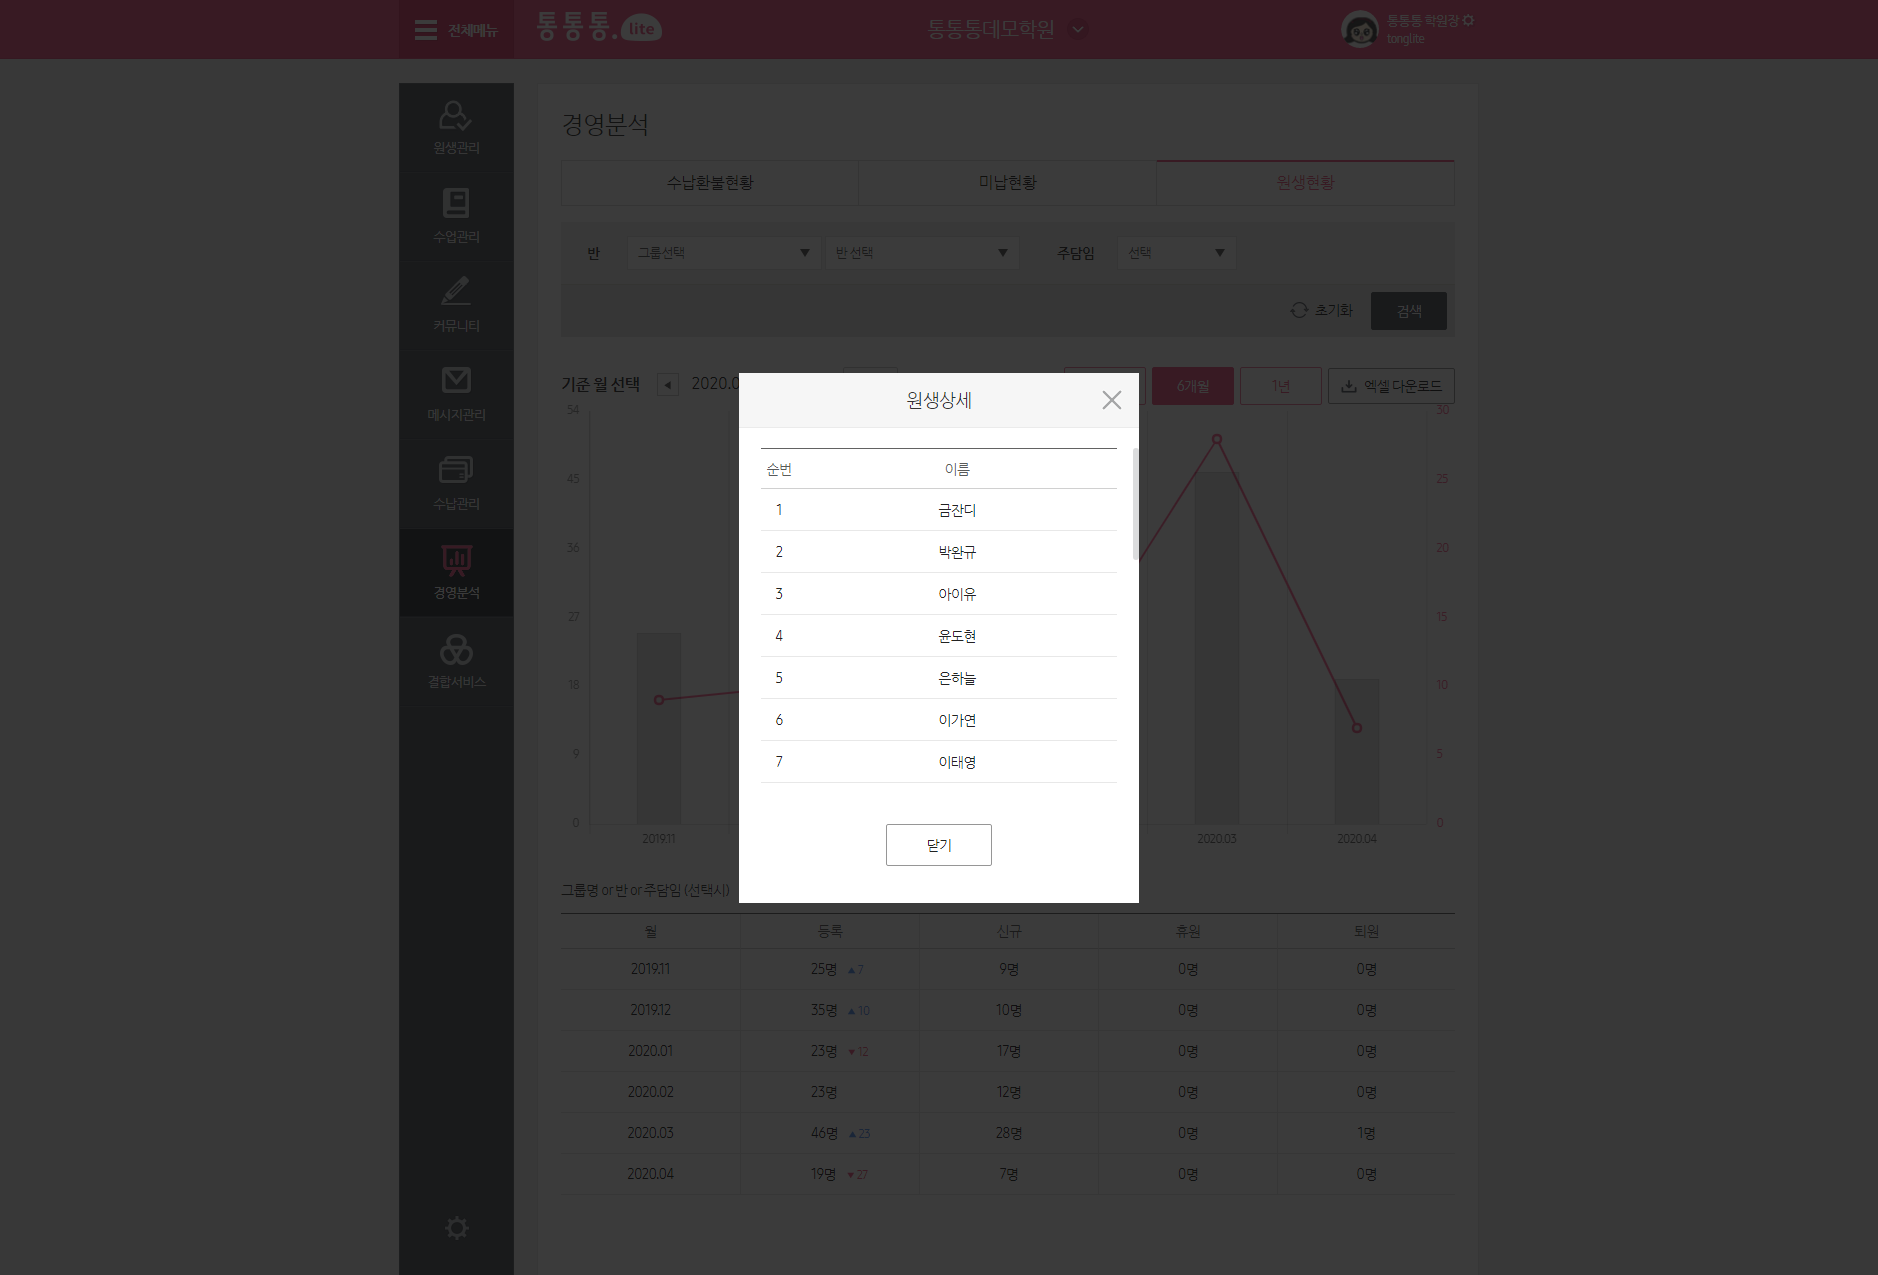 전체메뉴
통통통.lite
통통통데모학원
통통통 학원장
tonglite
원생관리
수업관리
커뮤니티
메시지관리
수납관리
경영분석
결합서비스
경영분석
수납환불현황 미납현황 원생현황
반 그룹선택 반 선택 주담임 선택
초기화 검색
기준 월 선택 2020.0
6개월 1년 엑셀 다운로드
54 30
45 25
36 20
27 15
18 10
9 5
0 0
2019.11 2020.03 2020.04
원생상세
순번 이름
1 금잔디
2 박완규
3 아이유
4 윤도현
5 은하늘
6 이가연
7 이태영
닫기
그룹명 or 반 or 주담임 (선택시)
월 등록 신규 휴원 퇴원
2019.11 25명 ▲7 9명 0명 0명
2019.12 35명 ▲10 10명 0명 0명
2020.01 23명 ▼12 17명 0명 0명
2020.02 23명 12명 0명 0명
2020.03 46명 ▲23 28명 0명 1명
2020.04 19명 ▼27 7명 0명 0명